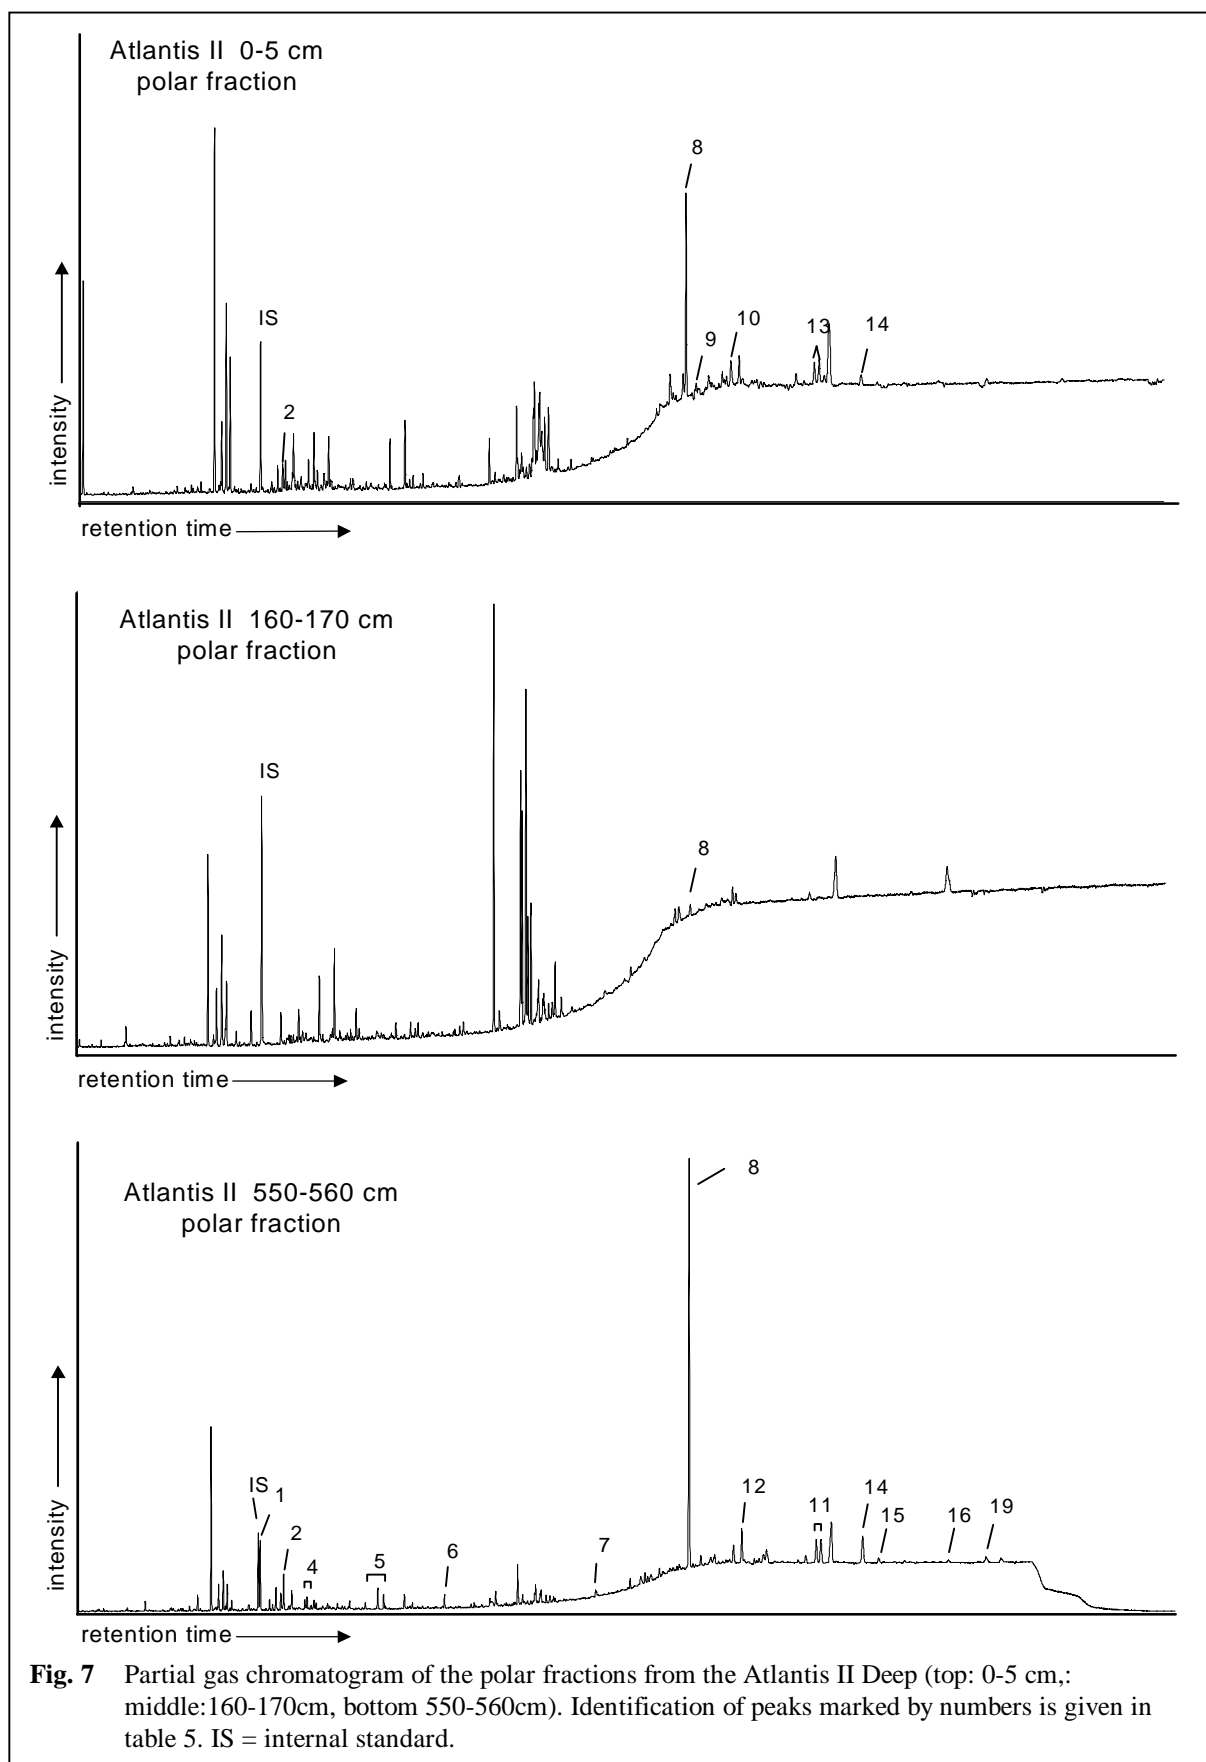 Atlantis II 0-5 cm
polar fraction
8
IS
10
13
14
9
2
intensity
retention time
Atlantis II 160-170 cm
polar fraction
IS
8
intensity
retention time
Atlantis II 550-560 cm
polar fraction
8
IS
1
12
11
14
15
16
19
2
4
5
6
7
intensity
retention time
Fig. 7 Partial gas chromatogram of the polar fractions from the Atlantis II Deep (top: 0-5 cm,:
middle:160-170cm, bottom 550-560cm). Identification of peaks marked by numbers is given in
table 5. IS = internal standard.